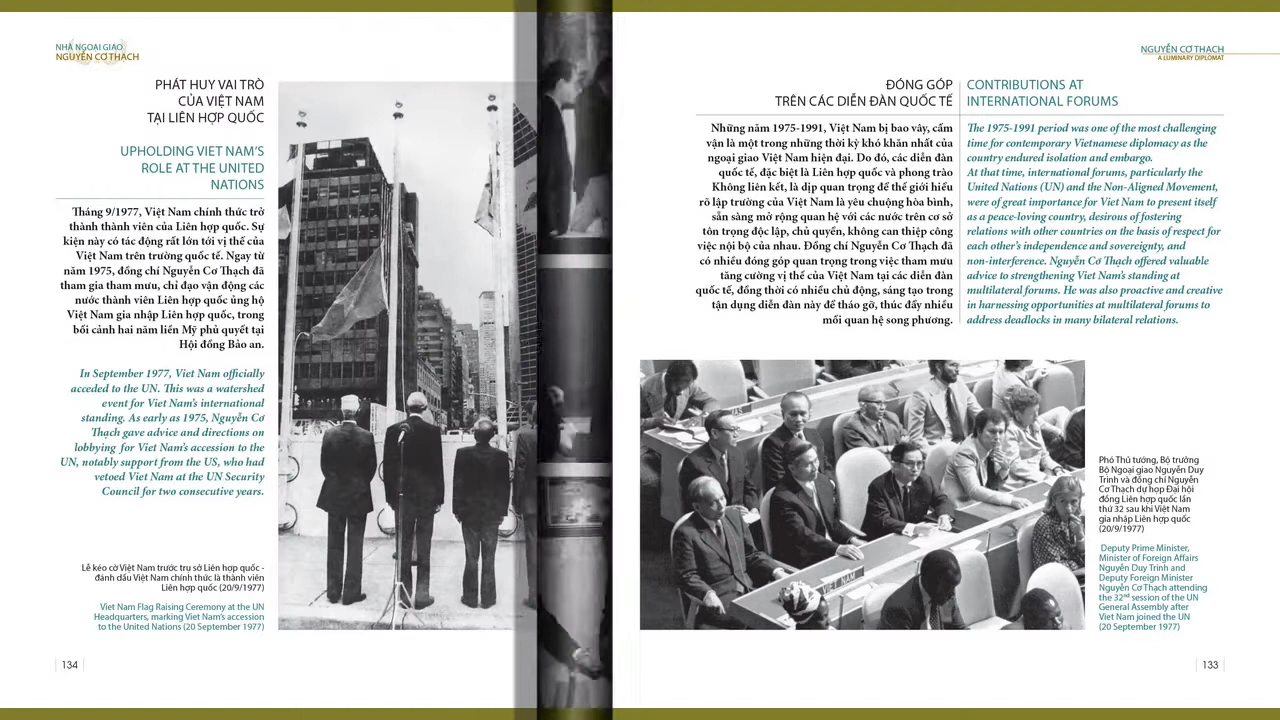 NHÀ NGOẠI GIAO
NGUYỄN CƠ THẠCH
PHÁT HUY VAI TRÒ
CỦA VIỆT NAM
TẠI LIÊN HỢP QUỐC
UPHOLDING VIET NAM'S
ROLE AT THE UNITED
NATIONS
Tháng 9/1977, Việt Nam chính thức trở
thành thành viên của Liên hợp quốc. Sự
kiện này có tác động rất lớn tới vị thế của
Việt Nam trên trường quốc tế. Ngay từ
năm 1975, đồng chí Nguyễn Cơ Thạch đã
tham gia tham mưu, chỉ đạo vận động các
nước thành viên Liên hợp quốc ủng hộ
Việt Nam gia nhập Liên hợp quốc, trong
bối cảnh hai năm liền Mỹ phủ quyết tại
Hội đồng Bảo an.
In September 1977, Viet Nam officially
acceded to the UN. This was a watershed
event for Viet Nam's international
standing. As early as 1975, Nguyễn Cơ
Thạch gave advice and directions on
lobbying for Viet Nam's accession to the
UN, notably support from the US, who had
vetoed Viet Nam at the UN Security
Council for two consecutive years.
Lễ kéo cờ Việt Nam trước trụ sở Liên hợp quốc -
đánh dấu Việt Nam chính thức là thành viên
Liên hợp quốc (20/9/1977)
Viet Nam Flag Raising Ceremony at the UN
Headquarters, marking Viet Nam's accession
to the United Nations (20 September 1977)
134
NGUYỄN CƠ THẠCH
A LUMINARY DIPLOMAT
ĐÓNG GÓP
TRÊN CÁC DIỄN ĐÀN QUỐC TẾ
Những năm 1975-1991, Việt Nam bị bao vây, cấm
vận là một trong những thời kỳ khó khăn nhất của
ngoại giao Việt Nam hiện đại. Do đó, các diễn đàn
quốc tế, đặc biệt là Liên hợp quốc và phong trào
Không liên kết, là dịp quan trọng để thế giới hiểu
rõ lập trường của Việt Nam là yêu chuộng hòa bình,
sẵn sàng mở rộng quan hệ với các nước trên cơ sở
tôn trọng độc lập, chủ quyền, không can thiệp công
việc nội bộ của nhau. Đồng chí Nguyễn Cơ Thạch đã
có nhiều đóng góp quan trọng trong việc tham mưu
tăng cường vị thế của Việt Nam tại các diễn đàn
quốc tế, đồng thời có nhiều chủ động, sáng tạo trong
tận dụng diễn đàn này để tháo gỡ, thúc đẩy nhiều
mối quan hệ song phương.
CONTRIBUTIONS AT
INTERNATIONAL FORUMS
The 1975-1991 period was one of the most challenging
time for contemporary Vietnamese diplomacy as the
country endured isolation and embargo.
At that time, international forums, particularly the
United Nations (UN) and the Non-Aligned Movement,
were of great importance for Viet Nam to present itself
as a peace-loving country, desirous of fostering
relations with other countries on the basis of respect for
each other's independence and sovereignty, and
non-interference. Nguyễn Cơ Thạch offered valuable
advice to strengthening Viet Nam's standing at
multilateral forums. He was also proactive and creative
in harnessing opportunities at multilateral forums to
address deadlocks in many bilateral relations.
VIET NAM
Phó Thủ tướng, Bộ trưởng
Bộ Ngoại giao Nguyễn Duy
Trinh và đồng chí Nguyễn
Cơ Thạch dự họp Đại hội
đồng Liên hợp quốc lần
thứ 32 sau khi Việt Nam
gia nhập Liên hợp quốc
(20/9/1977)
Deputy Prime Minister,
Minister of Foreign Affairs
Nguyễn Duy Trinh and
Deputy Foreign Minister
Nguyễn Cơ Thạch attending
the 32nd session of the UN
General Assembly after
Viet Nam joined the UN
(20 September 1977)
133